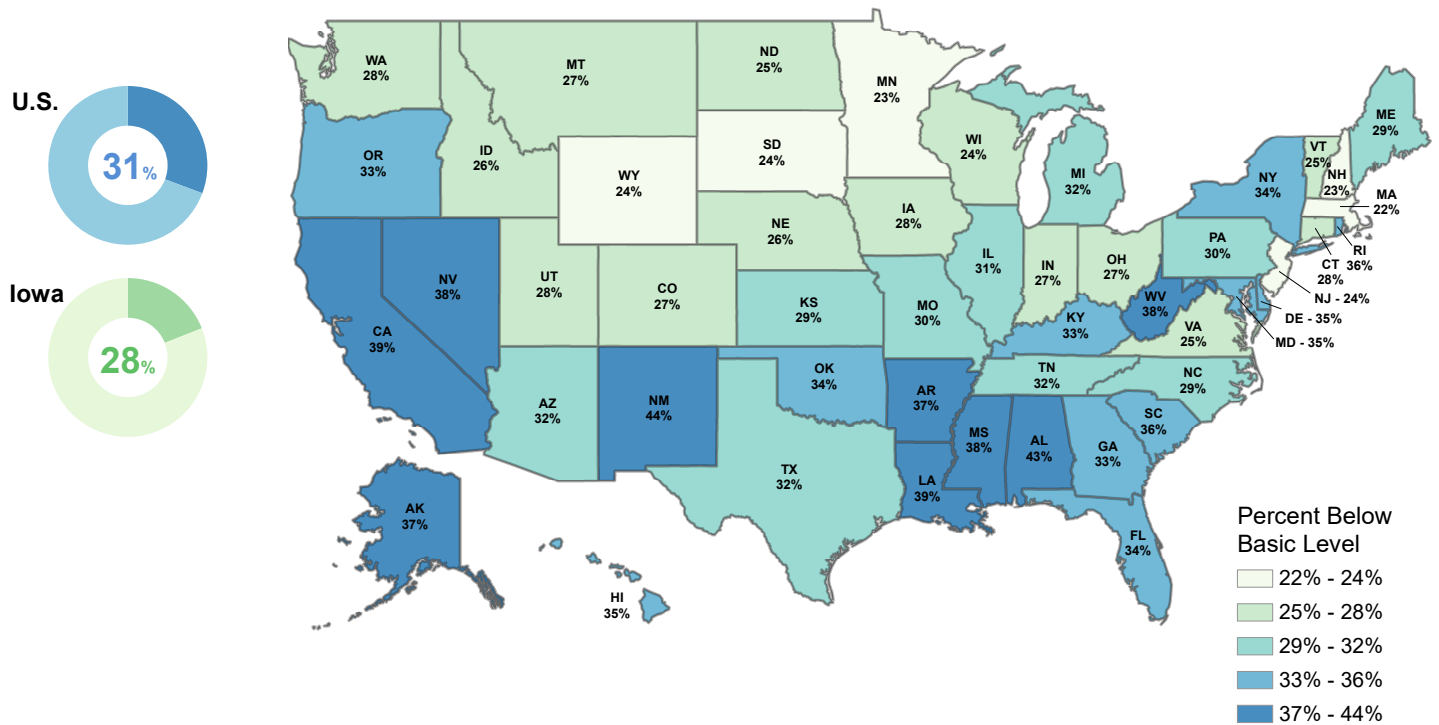 U.S.
31%
Iowa
28%
WA
28%
OR
33%
CA
39%
NV
38%
ID
26%
MT
27%
WY
24%
UT
28%
CO
27%
AZ
32%
NM
44%
ND
25%
SD
24%
NE
26%
KS
29%
OK
34%
TX
32%
MN
23%
IA
28%
MO
30%
AR
37%
LA
39%
WI
24%
IL
31%
MI
32%
IN
27%
OH
27%
KY
33%
TN
32%
MS
38%
AL
43%
GA
33%
FL
34%
SC
36%
NC
29%
VA
25%
WV
38%
PA
30%
NY
34%
VT
25%
NH
23%
ME
29%
MA
22%
RI
36%
CT
28%
NJ - 24%
DE - 35%
MD - 35%
AK
37%
HI
35%
Percent Below
Basic Level
22% - 24%
25% - 28%
29% - 32%
33% - 36%
37% - 44%